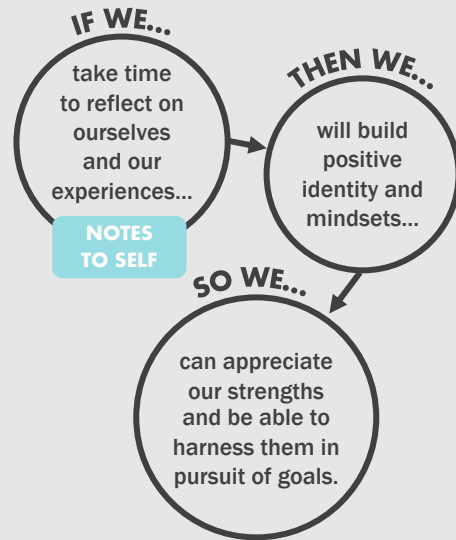 IF WE...
take time
to reflect on
ourselves
and our
experiences...
NOTES
TO SELF
THEN WE...
will build
positive
identity and
mindsets...
SO WE...
can appreciate
our strengths
and be able to
harness them in
pursuit of goals.